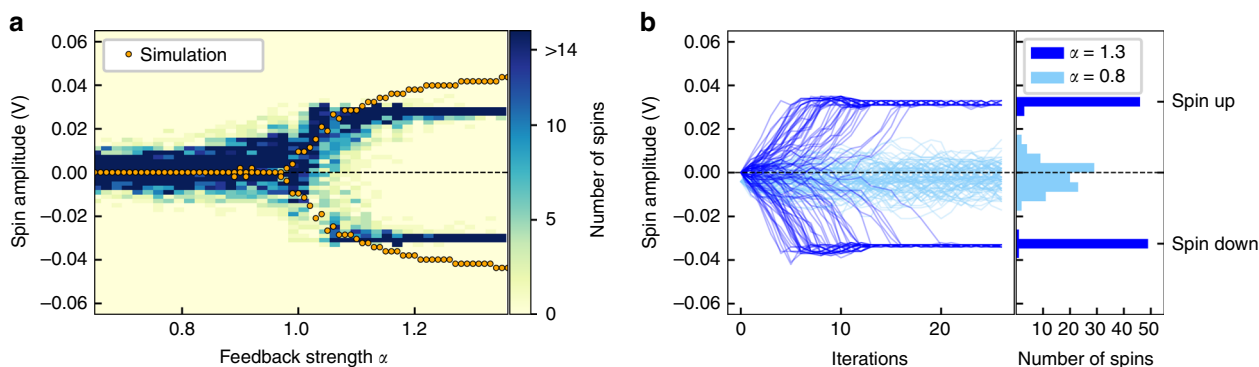 a
0.06
0.04
0.02
0.00
−0.02
−0.04
−0.06
Spin amplitude (V)
Simulation
0.8
1.0
1.2
Feedback strength α
>14
10
5
0
Number of spins
b
0.06
0.04
0.02
0.00
−0.02
−0.04
−0.06
Spin amplitude (V)
0
10
20
Iterations
α = 1.3
α = 0.8
10 20 30 40 50
Number of spins
Spin up
Spin down